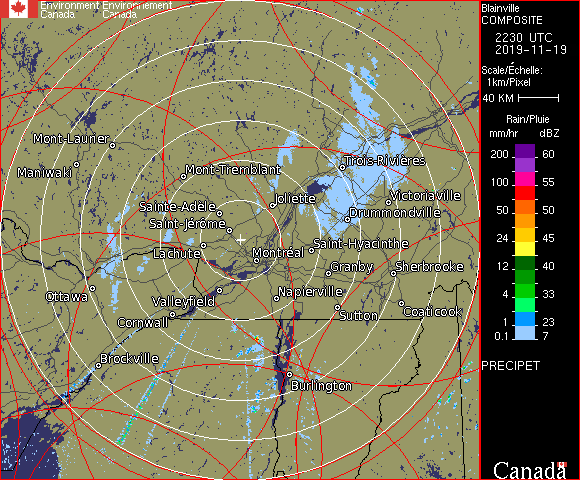 Environment Environnement
Canada Canada
Blainville
COMPOSITE
2230 UTC
2019-11-19
Scale/Échelle:
1km/Pixel
40 KM
Rain/Pluie
mm/hr dBZ
200 60
100 55
50 50
24 45
12 40
4 33
1 23
0.1 7
PRECIPET
Canada
Mont-Laurier
Maniwaki
Mont-Tremblant
Trois-Rivières
Sainte-Adèle
Joliette
Victoriaville
Saint-Jérôme
Drummondville
Lachute
Montréal
Saint-Hyacinthe
Granby
Sherbrooke
Ottawa
Valleyfield
Napierville
Cornwall
Sutton
Coaticook
Brockville
Burlington